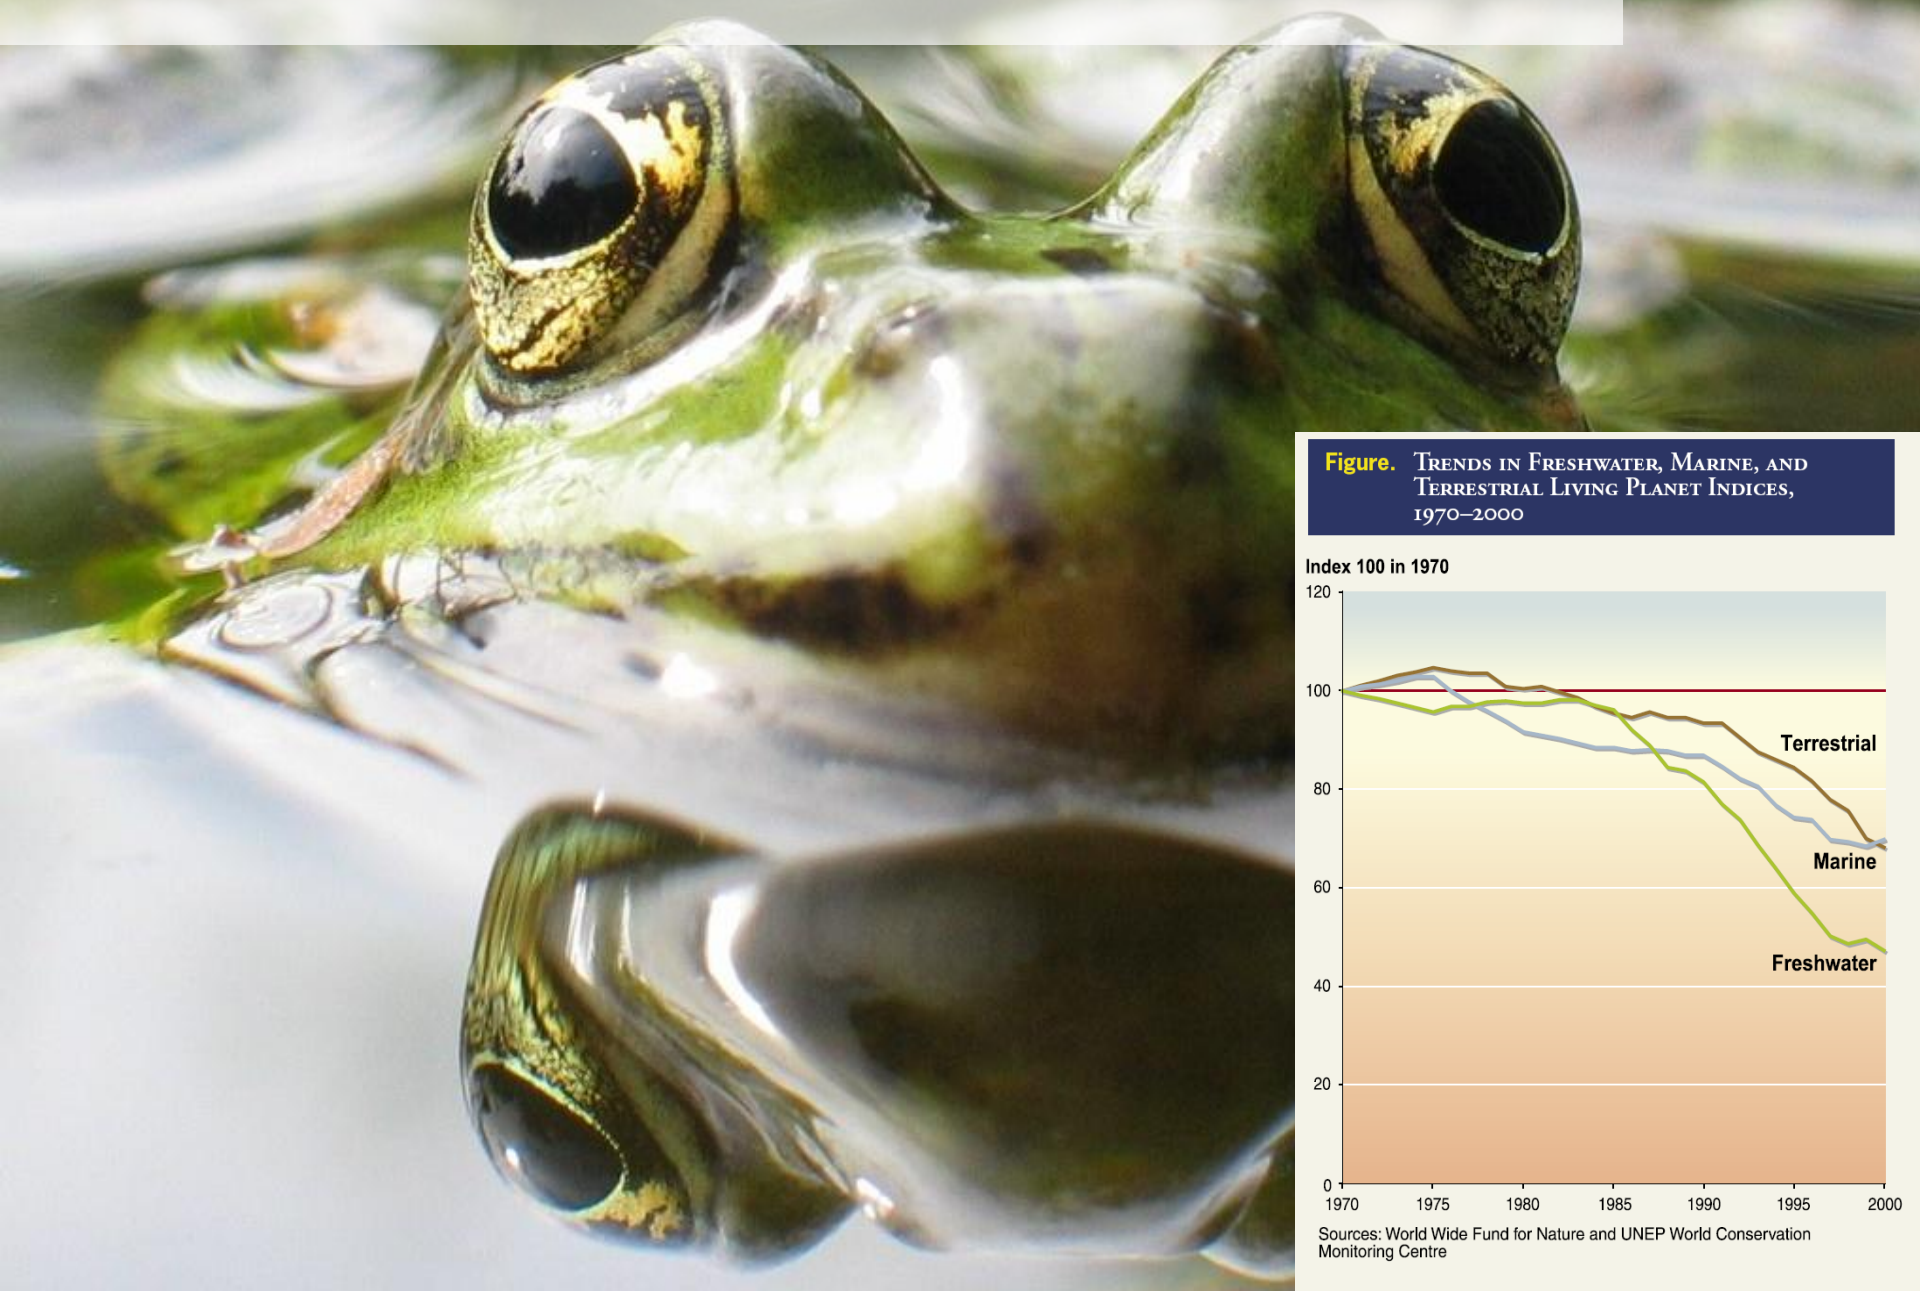 Figure. Trends in Freshwater, Marine, and
Terrestrial Living Planet Indices,
1970–2000
Index 100 in 1970
120
100
80
60
40
20
0
Terrestrial
Marine
Freshwater
1970 1975 1980 1985 1990 1995 2000
Sources: World Wide Fund for Nature and UNEP World Conservation
Monitoring Centre